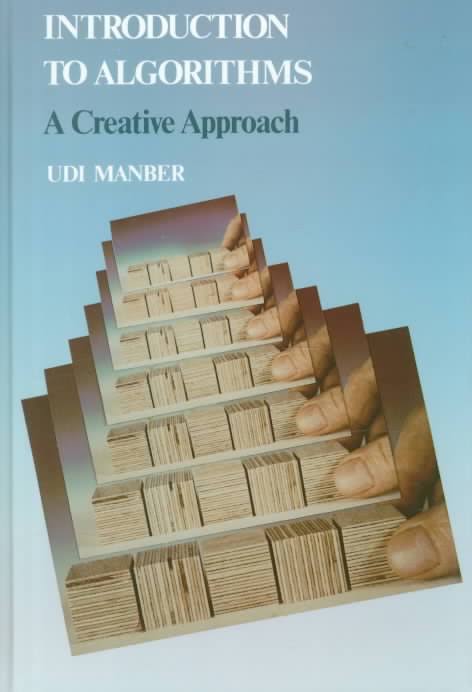 INTRODUCTION
TO ALGORITHMS
A Creative Approach
UDI MANBER